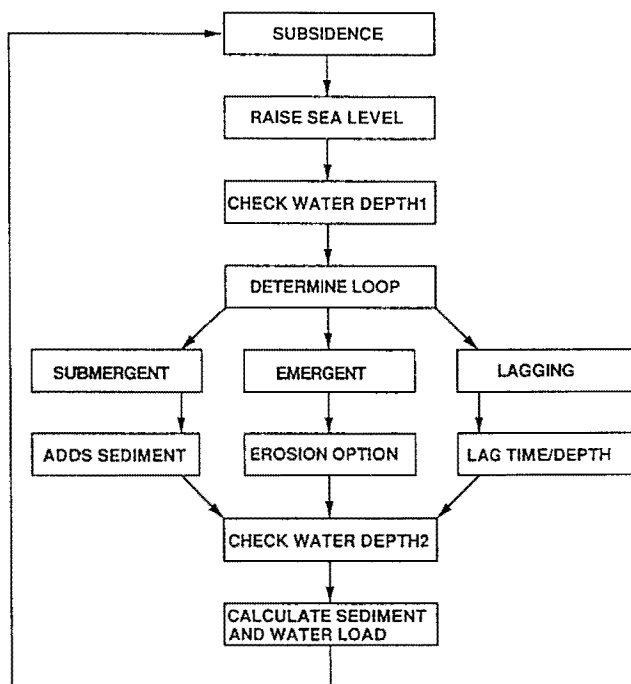 SUBSIDENCE
RAISE SEA LEVEL
CHECK WATER DEPTH1
DETERMINE LOOP
SUBMERGENT
EMERGENT
LAGGING
ADDS SEDIMENT
EROSION OPTION
LAG TIME/DEPTH
CHECK WATER DEPTH2
CALCULATE SEDIMENT
AND WATER LOAD